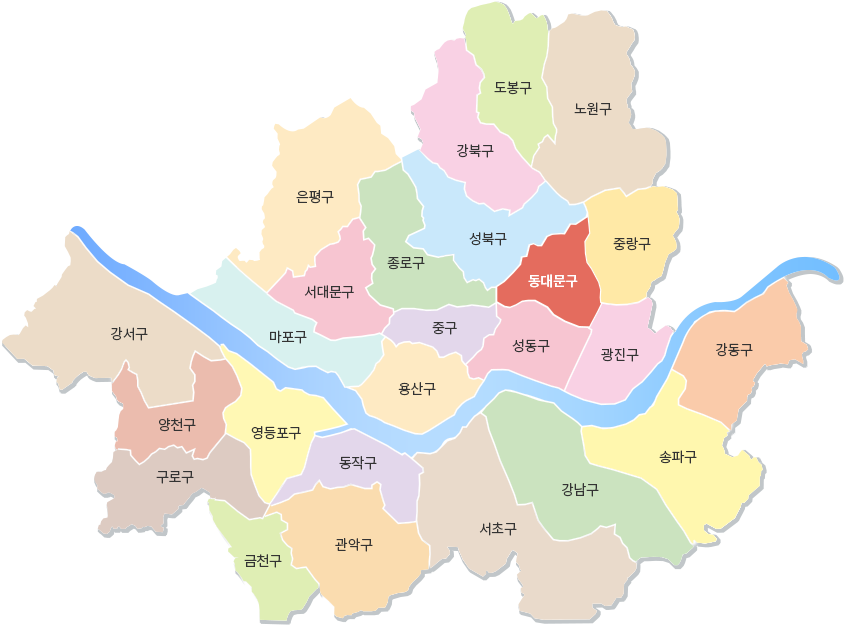 도봉구
노원구
강북구
은평구
성북구
중랑구
종로구
동대문구
서대문구
중구
강서구
마포구
성동구
광진구
강동구
용산구
양천구
영등포구
송파구
동작구
구로구
강남구
서초구
관악구
금천구